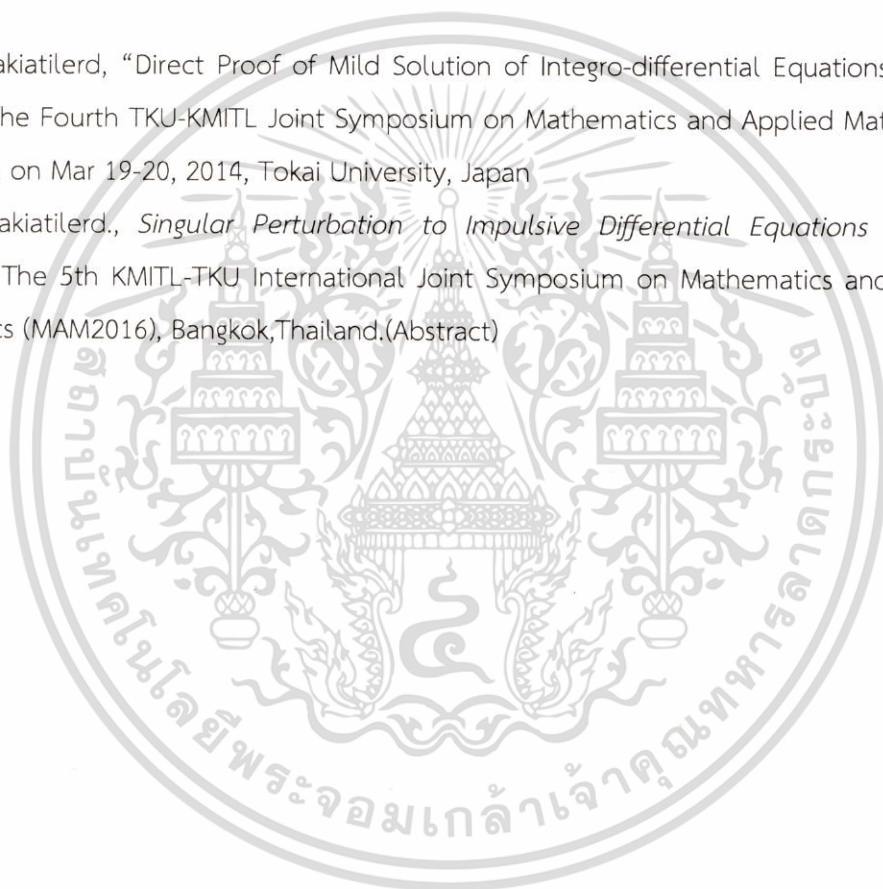 akiatilerd, “Direct Proof of Mild Solution of Integro-differential Equations
he Fourth TKU-KMITL Joint Symposium on Mathematics and Applied Mat
on Mar 19-20, 2014, Tokai University, Japan
akiatilerd., Singular Perturbation to Impulsive Differential Equations
The 5th KMITL-TKU International Joint Symposium on Mathematics and
cs (MAM2016), Bangkok,Thailand.(Abstract)
สถาบันเทคโนโลยีพระจอมเกล้าเจ้าคุณทหารลาดกระบัง